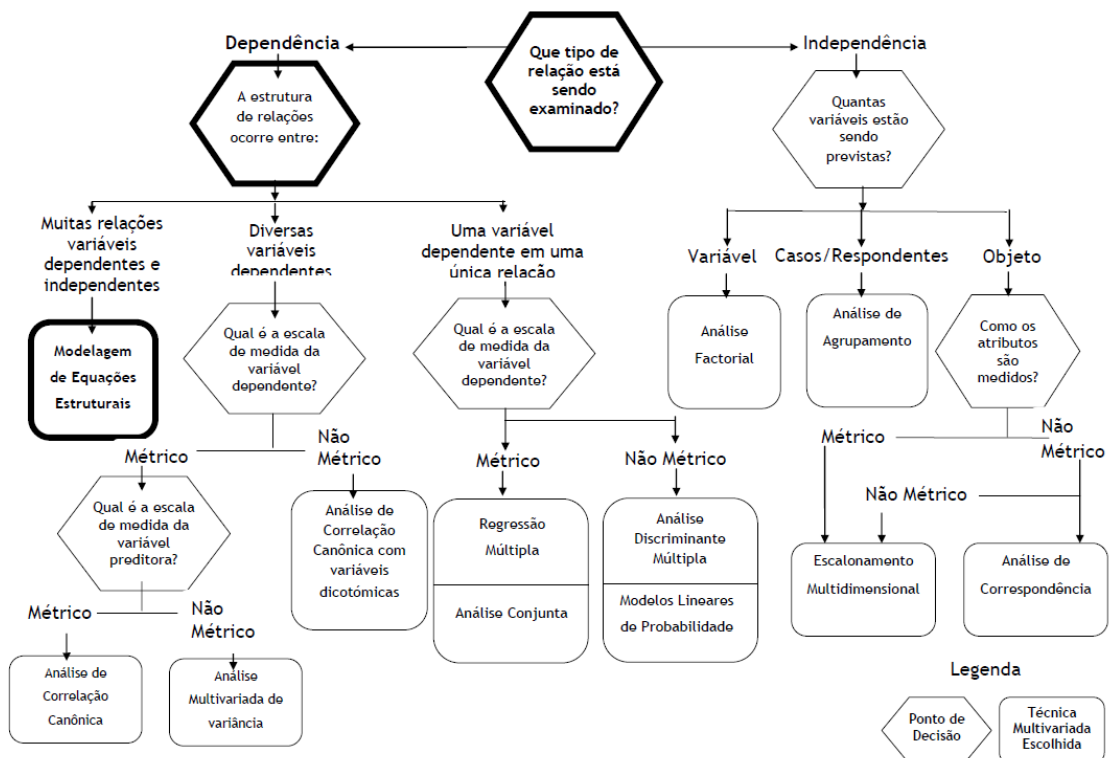 Dependência
Que tipo de
relação está
sendo
examinado?
Independência
A estrutura
de relações
ocorre entre:
Quantas
variáveis estão
sendo
previstas?
Muitas relações
variáveis
dependentes e
independentes
Diversas
variáveis
dependentes
Uma variável
dependente em uma
única relação
Variável
Casos/Respondentes
Objeto
Modelagem
de Equações
Estruturais
Qual é a escala
de medida da
variável
dependente?
Qual é a escala
de medida da
variável
dependente?
Análise
Factorial
Análise de
Agrupamento
Como os
atributos
são
medidos?
Métrico
Não
Métrico
Métrico
Não Métrico
Métrico
Não
Métrico
Não Métrico
Qual é a escala
de medida da
variável
preditora?
Análise de
Correlação
Canônica com
variáveis
dicotómicas
Regressão
Múltipla
Análise Conjunta
Análise
Discriminante
Múltipla
Modelos Lineares
de Probabilidade
Escalonamento
Multidimensional
Análise de
Correspondência
Métrico
Não
Métrico
Análise de
Correlação
Canônica
Análise
Multivariada de
variância
Legenda
Ponto de
Decisão
Técnica
Multivariada
Escolhida